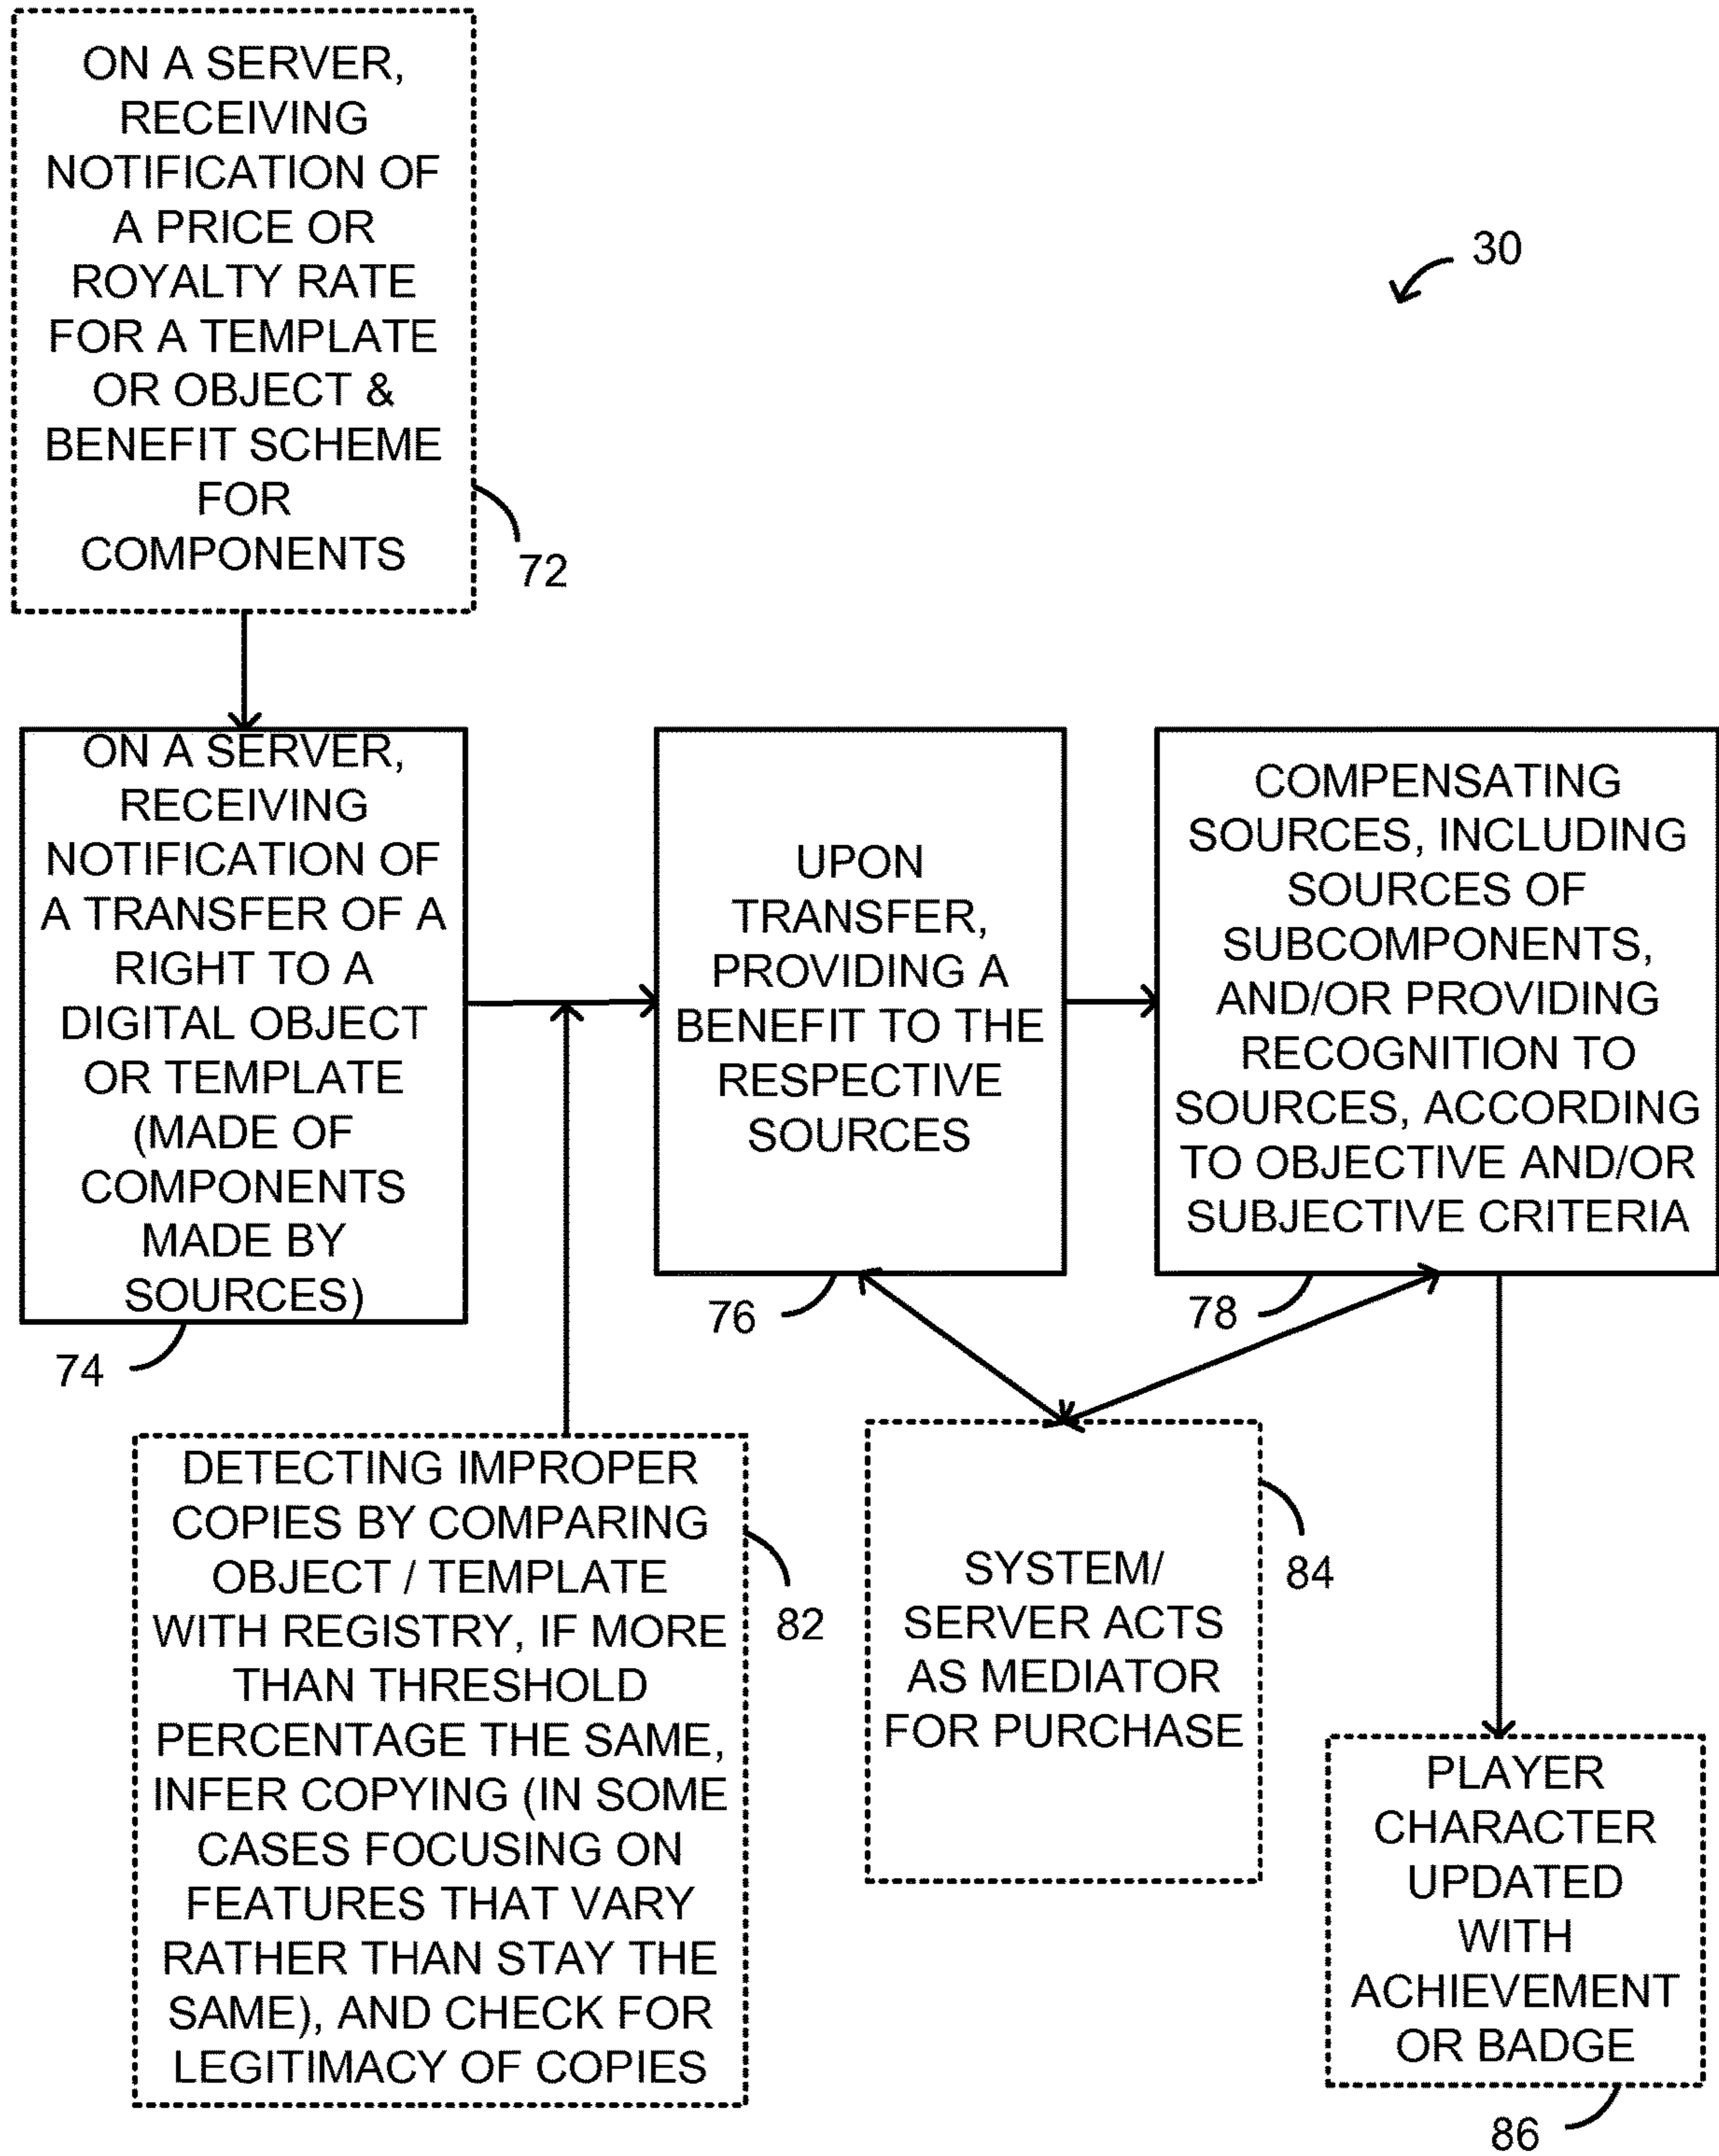 ON A SERVER,
RECEIVING
NOTIFICATION OF
A PRICE OR
ROYALTY RATE
FOR A TEMPLATE
OR OBJECT &
BENEFIT SCHEME
FOR
COMPONENTS
72
30
ON A SERVER,
RECEIVING
NOTIFICATION OF
A TRANSFER OF A
RIGHT TO A
DIGITAL OBJECT
OR TEMPLATE
(MADE OF
COMPONENTS
MADE BY
SOURCES)
74
UPON
TRANSFER,
PROVIDING A
BENEFIT TO THE
RESPECTIVE
SOURCES
76
COMPENSATING
SOURCES, INCLUDING
SOURCES OF
SUBCOMPONENTS,
AND/OR PROVIDING
RECOGNITION TO
SOURCES, ACCORDING
TO OBJECTIVE AND/OR
SUBJECTIVE CRITERIA
78
DETECTING IMPROPER
COPIES BY COMPARING
OBJECT / TEMPLATE
WITH REGISTRY, IF MORE
THAN THRESHOLD
PERCENTAGE THE SAME,
INFER COPYING (IN SOME
CASES FOCUSING ON
FEATURES THAT VARY
RATHER THAN STAY THE
SAME), AND CHECK FOR
LEGITIMACY OF COPIES
82
SYSTEM/
SERVER ACTS
AS MEDIATOR
FOR PURCHASE
84
PLAYER
CHARACTER
UPDATED
WITH
ACHIEVEMENT
OR BADGE
86